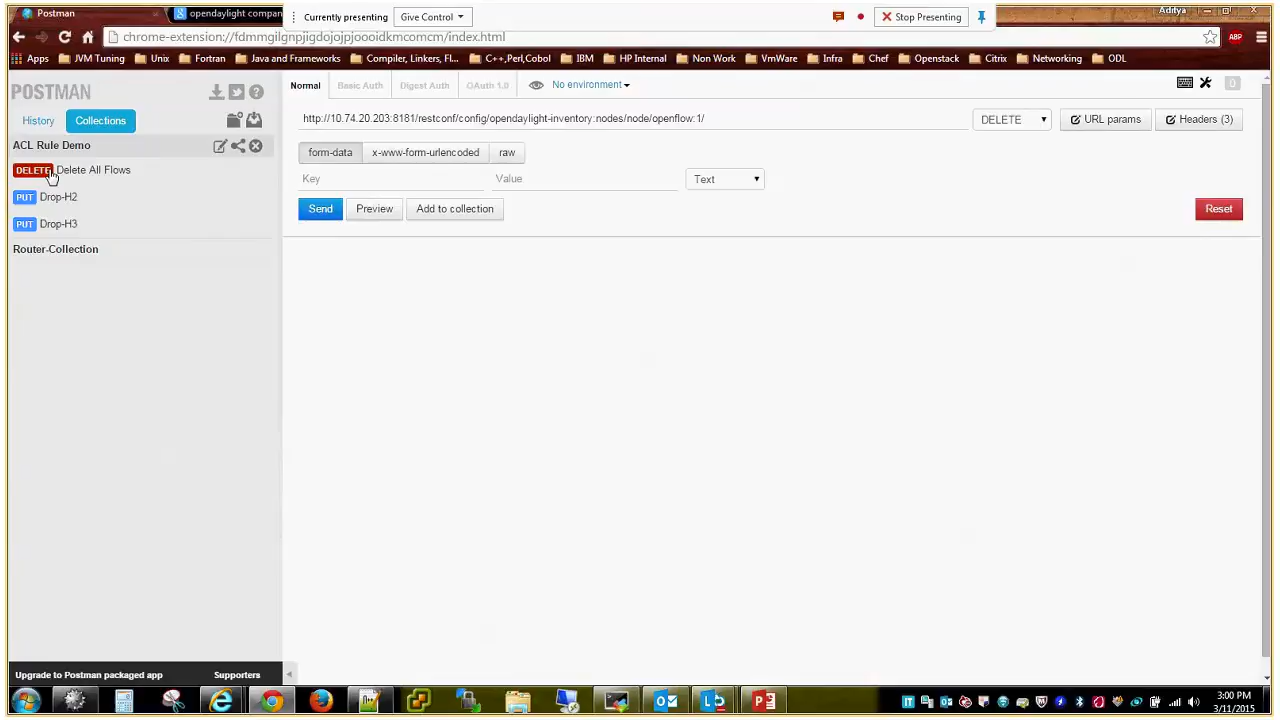 Postman
opendaylight compan
Currently presenting
Give Control
Stop Presenting
Aditya
chrome-extension://fdmmgilgnpjigdojojpjoooidkmcomcm/index.html
ABP
Apps JVM Tuning Unix Fortran Java and Frameworks Compiler, Linkers, Fl... C++,Perl,Cobol IBM HP Internal Non Work VmWare Infra Chef Openstack Citrix Networking ODL
POSTMAN
Normal Basic Auth Digest Auth OAuth 1.0 No environment
0
History Collections
http://10.74.20.203:8181/restconf/config/opendaylight-inventory:nodes/node/openflow:1/
DELETE
URL params
Headers (3)
ACL Rule Demo
form-data x-www-form-urlencoded raw
DELETE Delete All Flows
Key Value Text
PUT Drop-H2
Send Preview Add to collection Reset
PUT Drop-H3
Router-Collection
Upgrade to Postman packaged app Supporters
3:00 PM
3/11/2015